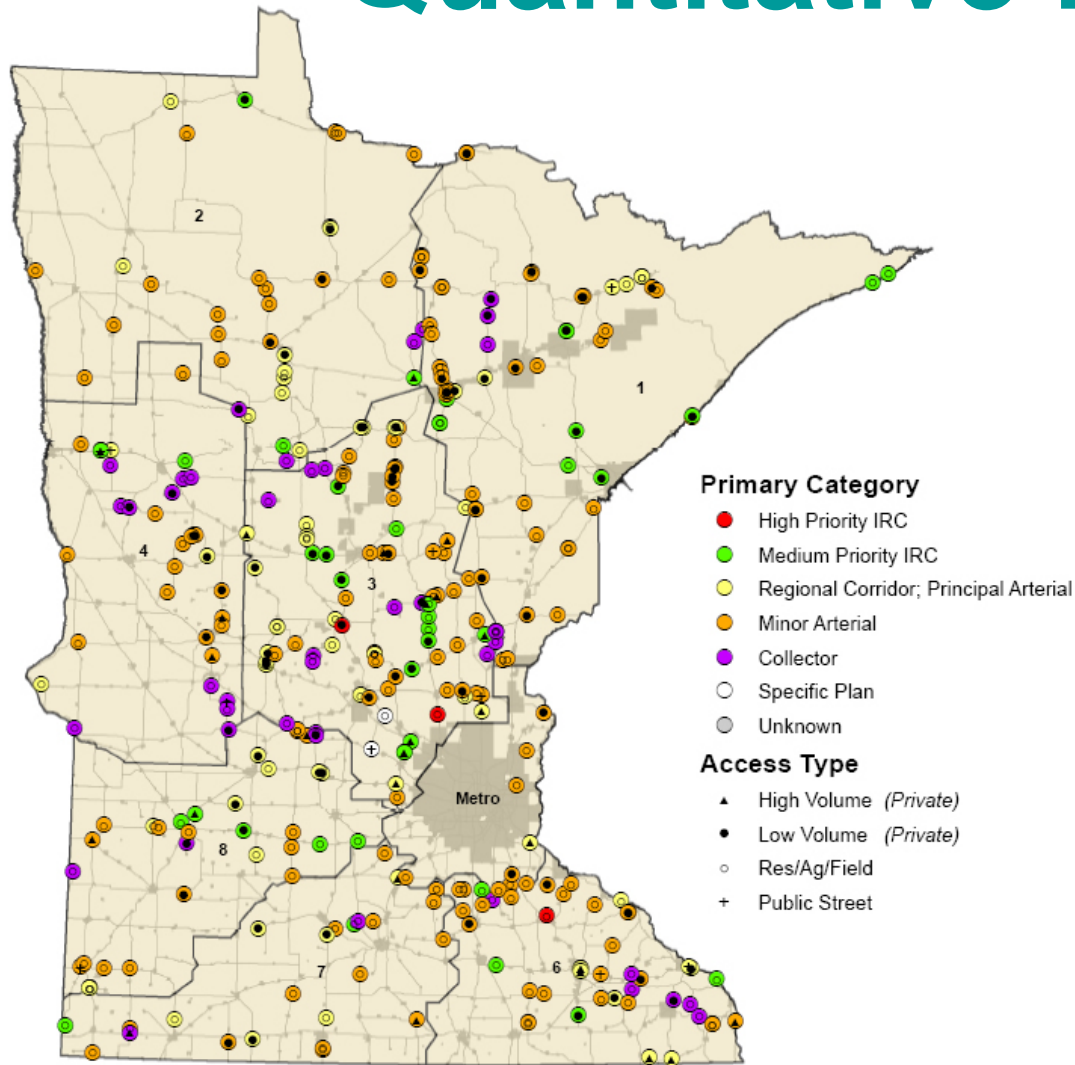 2
1
4
3
Metro
8
7
6
Primary Category
High Priority IRC
Medium Priority IRC
Regional Corridor; Principal Arterial
Minor Arterial
Collector
Specific Plan
Unknown
Access Type
High Volume (Private)
Low Volume (Private)
Res/Ag/Field
Public Street